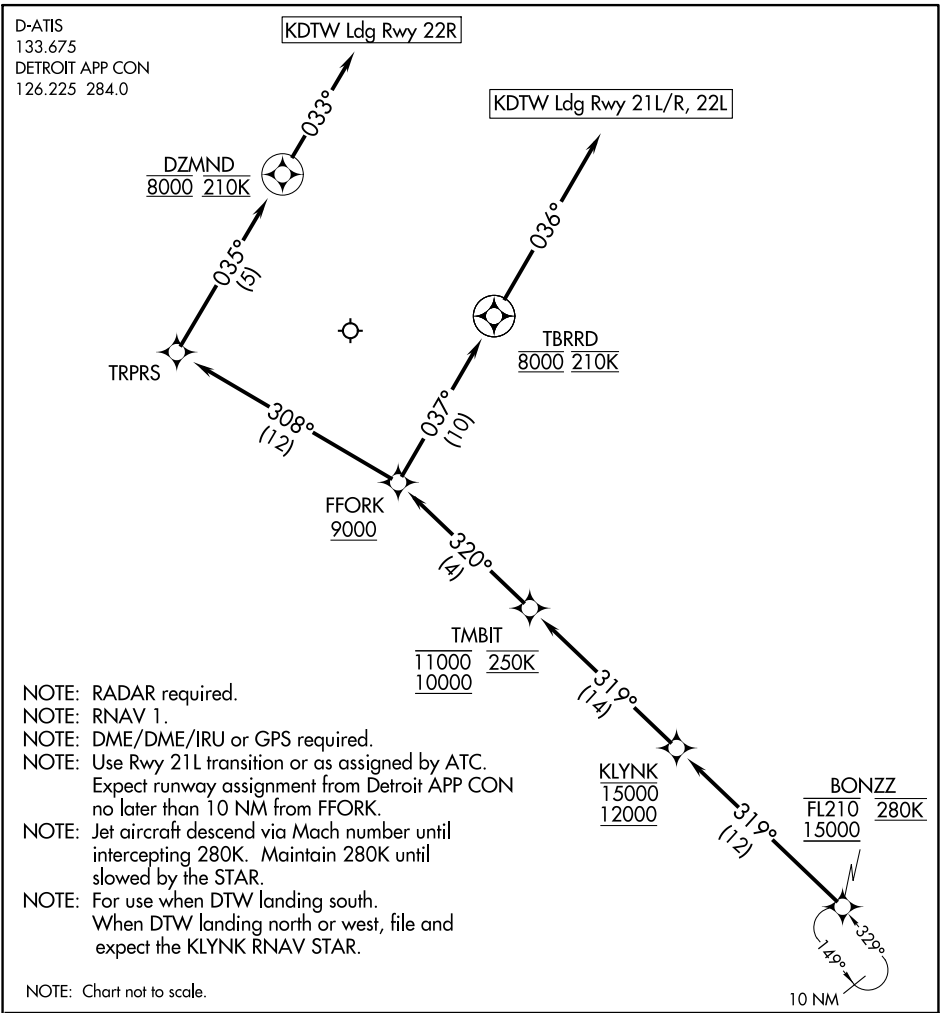 D-ATIS
133.675
DETROIT APP CON
126.225 284.0
KDTW Ldg Rwy 22R
KDTW Ldg Rwy 21L/R, 22L
033°
DZMND
8000 210K
036°
035°
(5)
TBRRD
8000 210K
TRPRS
037°
(10)
308°
(12)
FFORK
9000
320°
(4)
TMBIT
11000 250K
10000
319°
(14)
KLYNK
15000
12000
BONZZ
FL210 280K
15000
319°
(12)
329°
149°
10 NM
NOTE: RADAR required.
NOTE: RNAV 1.
NOTE: DME/DME/IRU or GPS required.
NOTE: Use Rwy 21L transition or as assigned by ATC.
Expect runway assignment from Detroit APP CON
no later than 10 NM from FFORK.
NOTE: Jet aircraft descend via Mach number until
intercepting 280K. Maintain 280K until
slowed by the STAR.
NOTE: For use when DTW landing south.
When DTW landing north or west, file and
expect the KLYNK RNAV STAR.
NOTE: Chart not to scale.